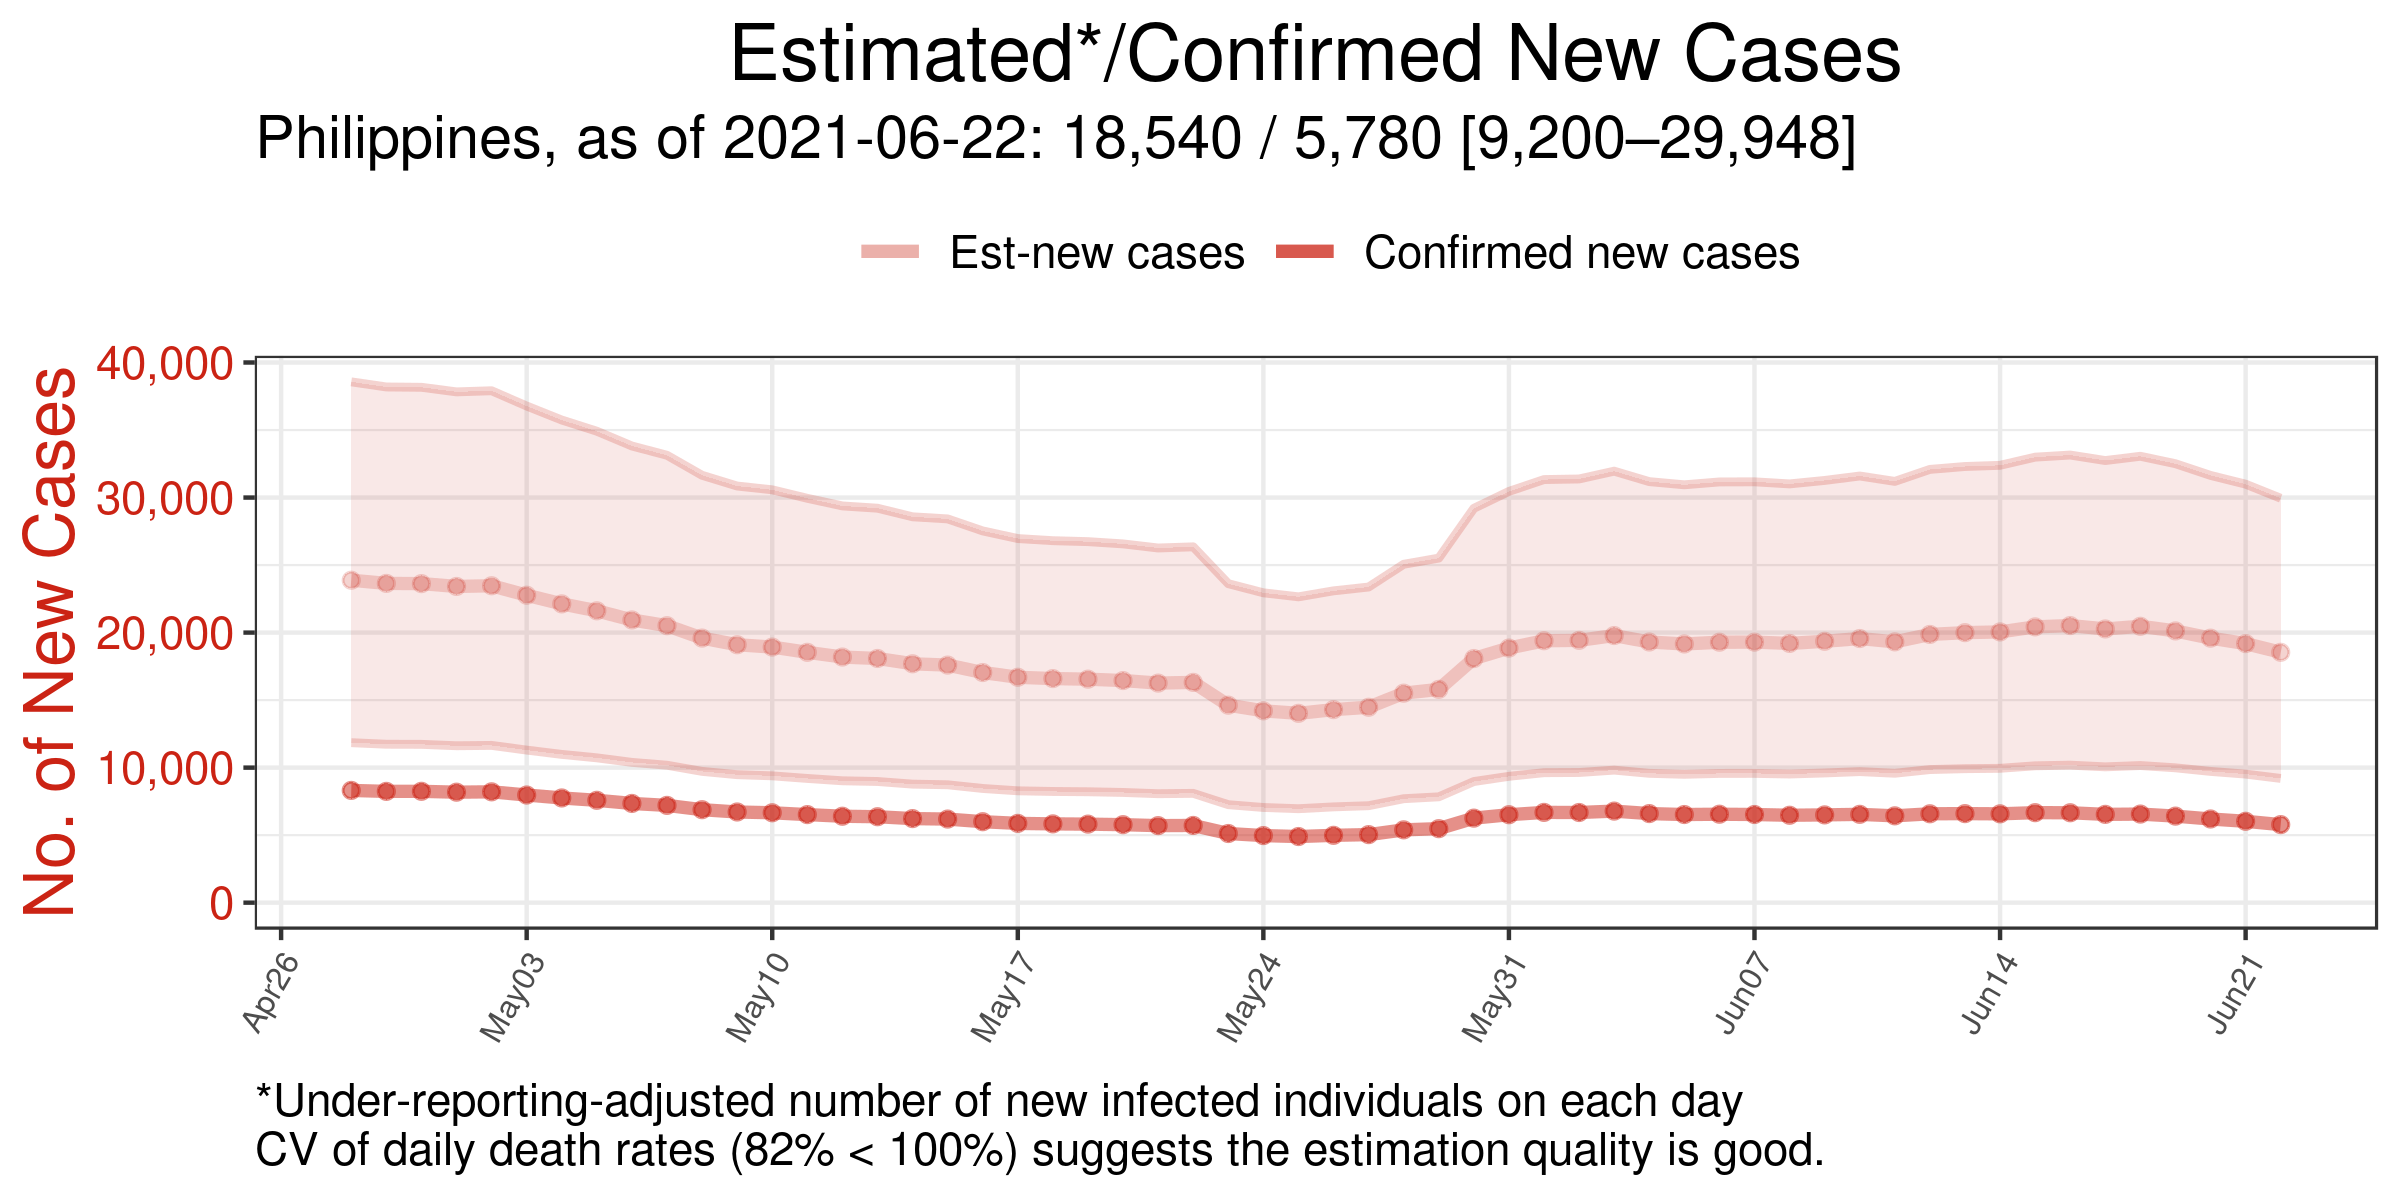 Estimated*/Confirmed New Cases
Philippines, as of 2021-06-22: 18,540 / 5,780 [9,200–29,948]
Est-new cases Confirmed new cases
No. of New Cases
40,000
30,000
20,000
10,000
0
Apr26 May03 May10 May17 May24 May31 Jun07 Jun14 Jun21
*Under-reporting-adjusted number of new infected individuals on each day
CV of daily death rates (82% < 100%) suggests the estimation quality is good.